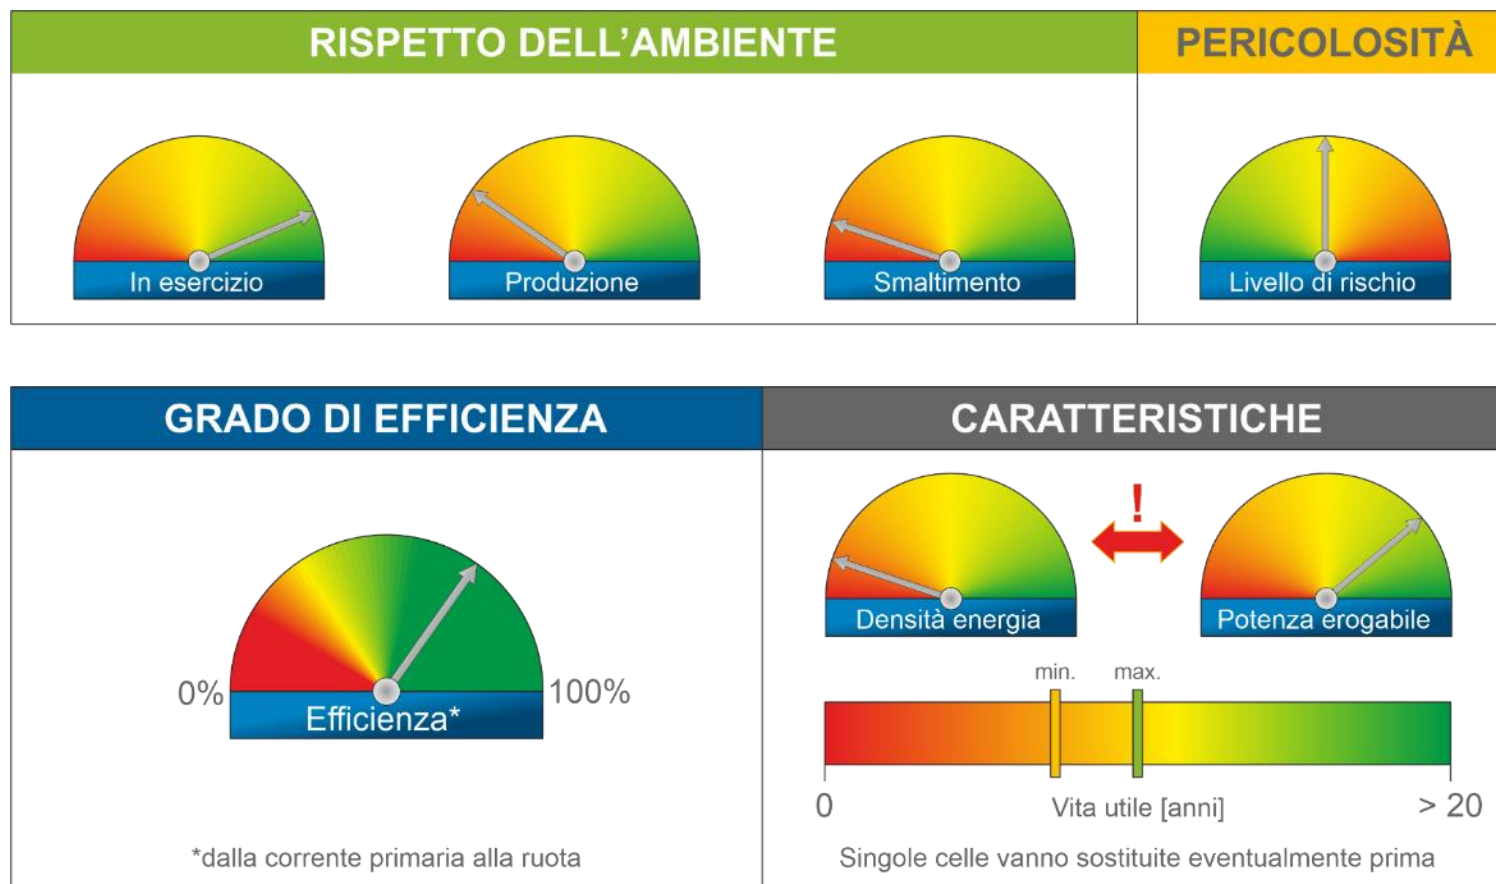 RISPETTO DELL'AMBIENTE
PERICOLOSITÀ
In esercizio
Produzione
Smaltimento
Livello di rischio
GRADO DI EFFICIENZA
CARATTERISTICHE
0%
100%
Efficienza*
*dalla corrente primaria alla ruota
!
Densità energia
Potenza erogabile
min.
max.
0
Vita utile [anni]
> 20
Singole celle vanno sostituite eventualmente prima